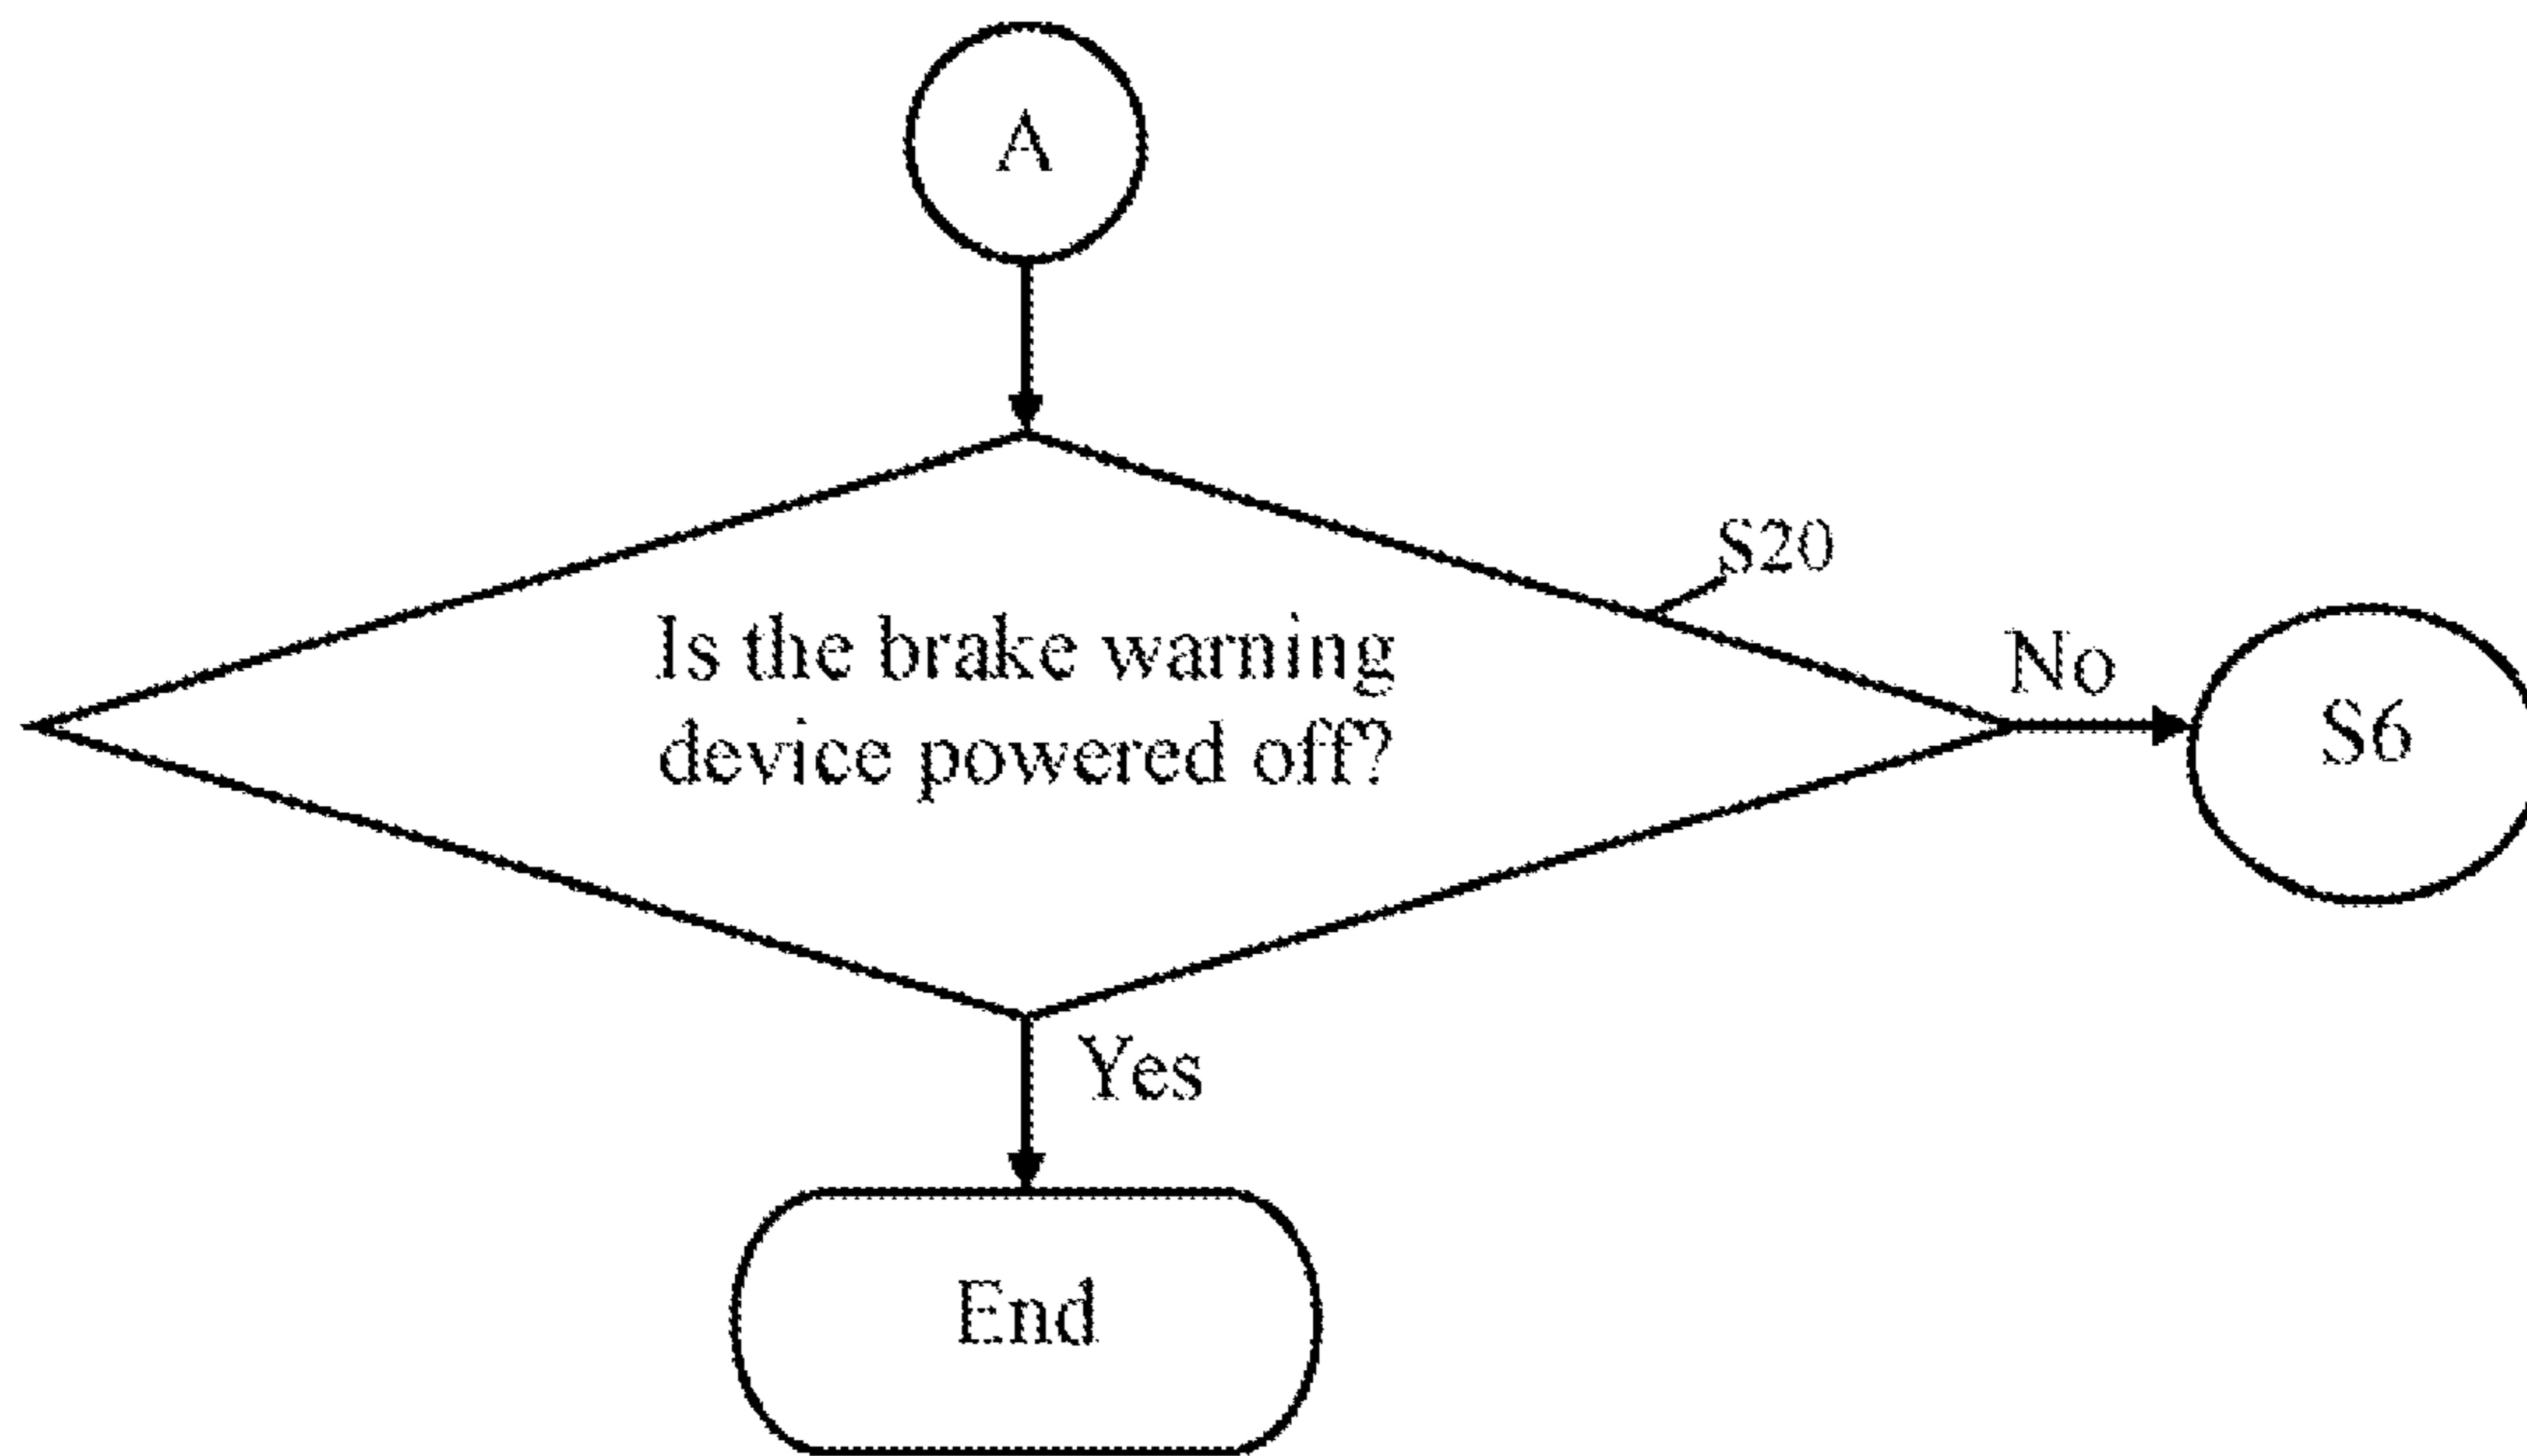 A
S20
Is the brake warning
device powered off?
No
S6
Yes
End